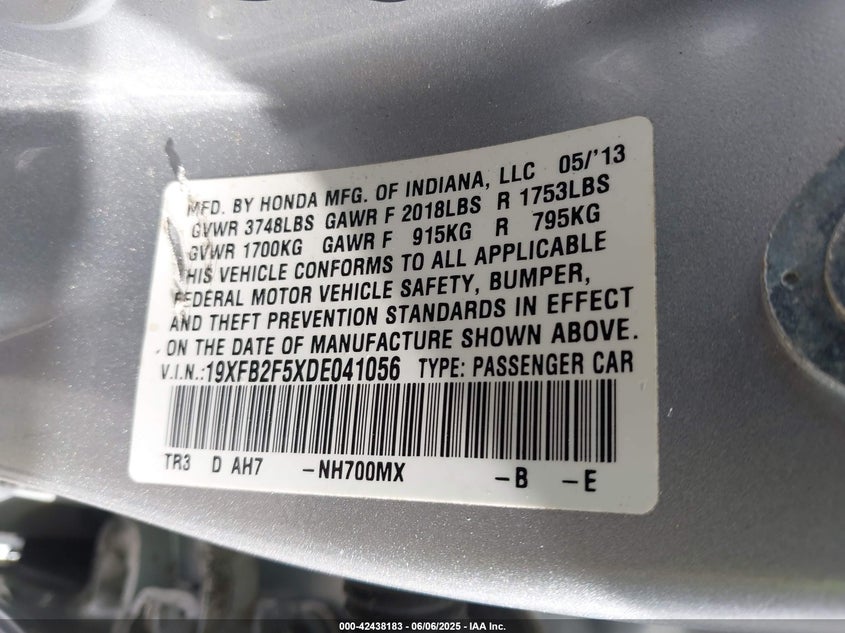 MFD. BY HONDA MFG. OF INDIANA, LLC 05/'13
GVWR 3748LBS GAWR F 2018LBS R 1753LBS
GVWR 1700KG GAWR F 915KG R 795KG
THIS VEHICLE CONFORMS TO ALL APPLICABLE
FEDERAL MOTOR VEHICLE SAFETY, BUMPER,
AND THEFT PREVENTION STANDARDS IN EFFECT
ON THE DATE OF MANUFACTURE SHOWN ABOVE.
V.I.N.:19XFB2F5XDE041056 TYPE: PASSENGER CAR
TR3 D AH7 -NH700MX -B -E
000-42438183 - 06/06/2025 - IAA Inc.